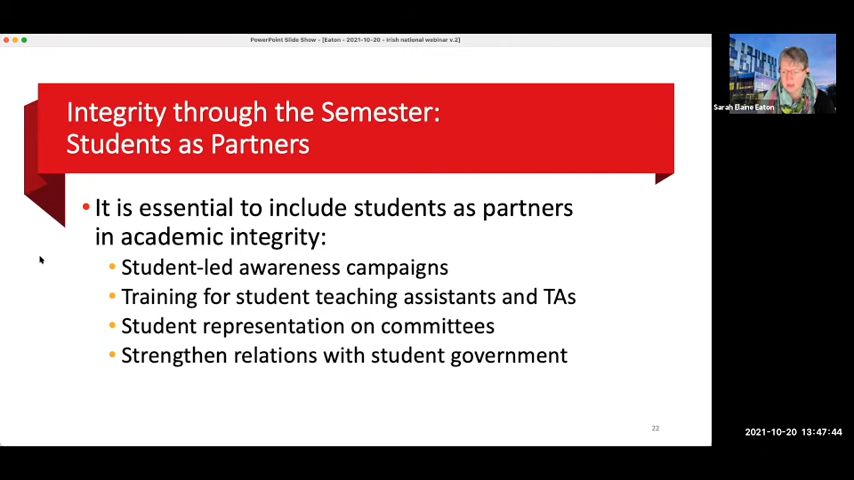 PowerPoint Slide Show - [Eaton - 2021-10-20 - Irish national webinar v.2]
Sarah Elaine Eaton
Integrity through the Semester:
Students as Partners
• It is essential to include students as partners
in academic integrity:
• Student-led awareness campaigns
• Training for student teaching assistants and TAs
• Student representation on committees
• Strengthen relations with student government
22
2021-10-20 13:47:44